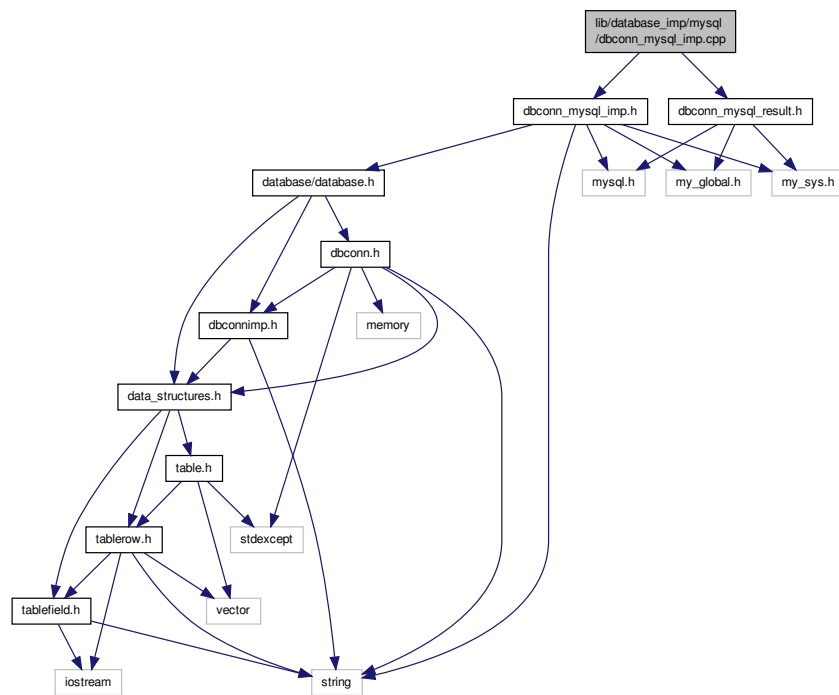 lib/database_imp/mysql
/dbconn_mysql_imp.cpp
dbconn_mysql_imp.h
dbconn_mysql_result.h
database/database.h
mysql.h
my_global.h
my_sys.h
dbconn.h
dbconnimp.h
memory
data_structures.h
table.h
tablerow.h
stdexcept
tablefield.h
vector
iostream
string